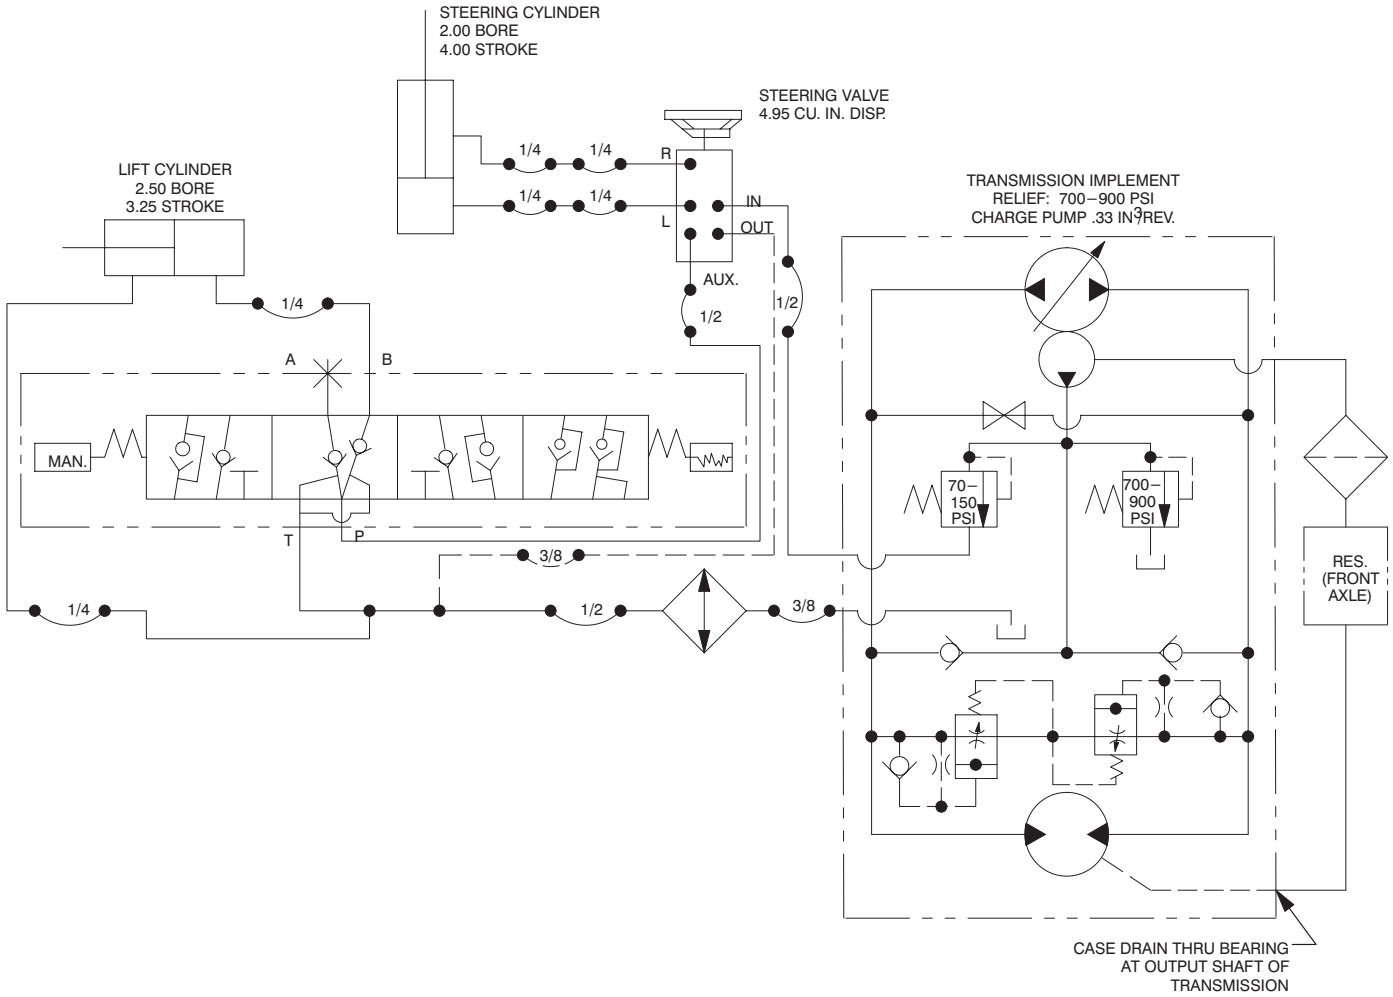 STEERING CYLINDER
2.00 BORE
4.00 STROKE
STEERING VALVE
4.95 CU. IN. DISP.
LIFT CYLINDER
2.50 BORE
3.25 STROKE
1/4
1/4
R
1/4
1/4
L
IN
OUT
AUX.
TRANSMISSION IMPLEMENT
RELIEF: 700–900 PSI
CHARGE PUMP .33 IN³/REV.
1/4
1/2
1/2
A
B
MAN.
70–
150
PSI
700–
900
PSI
T
P
3/8
RES.
(FRONT
AXLE)
1/4
1/2
3/8
CASE DRAIN THRU BEARING
AT OUTPUT SHAFT OF
TRANSMISSION